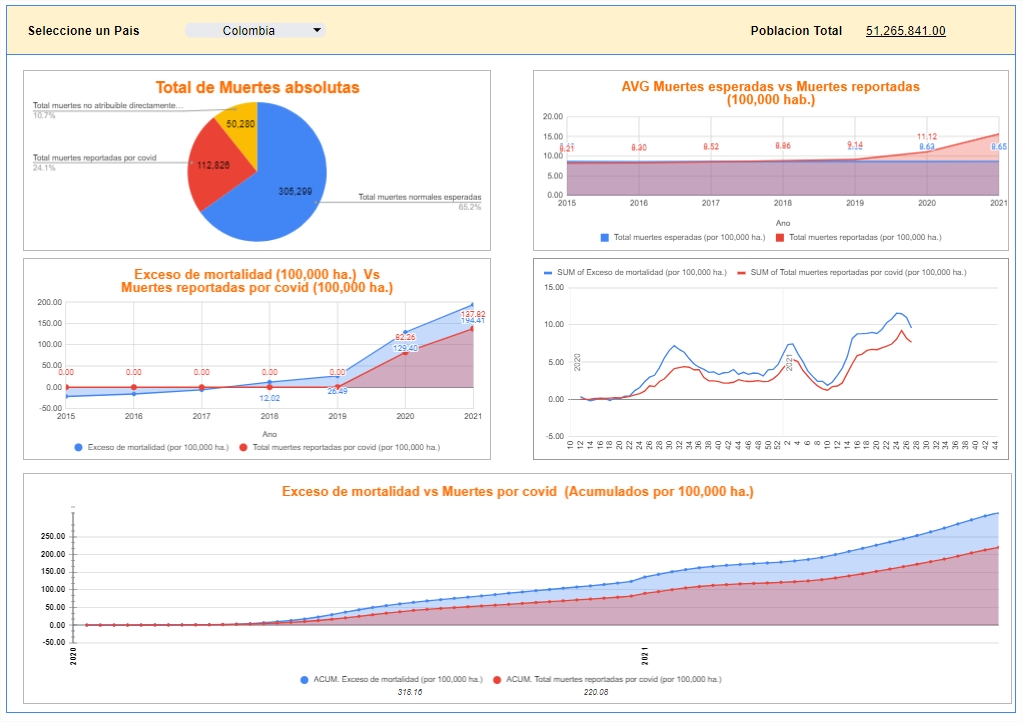 Seleccione un Pais
Colombia
Poblacion Total
51,265,841.00
Total de Muertes absolutas
Total muertes no atribuible directamente…
10.7%
50,280
Total muertes reportadas por covid
24.1%
112,826
305,299
Total muertes normales esperadas
65.2%
AVG Muertes esperadas vs Muertes reportadas
(100,000 hab.)
20.00
15.00
10.00
5.00
0.00
8.21
8.30
8.52
8.86
9.14
11.12
8.63
8.65
2015 2016 2017 2018 2019 2020 2021
Ano
Total muertes esperadas (por 100,000 ha.) Total muertes reportadas (por 100,000 ha.)
Exceso de mortalidad (100,000 ha.) Vs
Muertes reportadas por covid (100,000 ha.)
200.00
150.00
100.00
50.00
0.00
-50.00
0.00 0.00 0.00 0.00 0.00
12.02
26.49
82.26
129.40
137.82
194.41
2015 2016 2017 2018 2019 2020 2021
Ano
Exceso de mortalidad (por 100,000 ha.) Total muertes reportadas por covid (por 100,000 ha.)
SUM of Exceso de mortalidad (por 100,000 ha.) SUM of Total muertes reportadas por covid (por 100,000 ha.)
15.00
10.00
5.00
0.00
-5.00
2020
2021
10 12 14 16 18 20 22 24 26 28 30 32 34 36 38 40 42 44 46 48 50 52 2 4 6 8 10 12 14 16 18 20 22 24 26 28 30 32 34 36 38 40 42 44
Exceso de mortalidad vs Muertes por covid (Acumulados por 100,000 ha.)
250.00
200.00
150.00
100.00
50.00
0.00
-50.00
2020
2021
ACUM. Exceso de mortalidad (por 100,000 ha.) ACUM. Total muertes reportadas por covid (por 100,000 ha.)
318.16 220.08